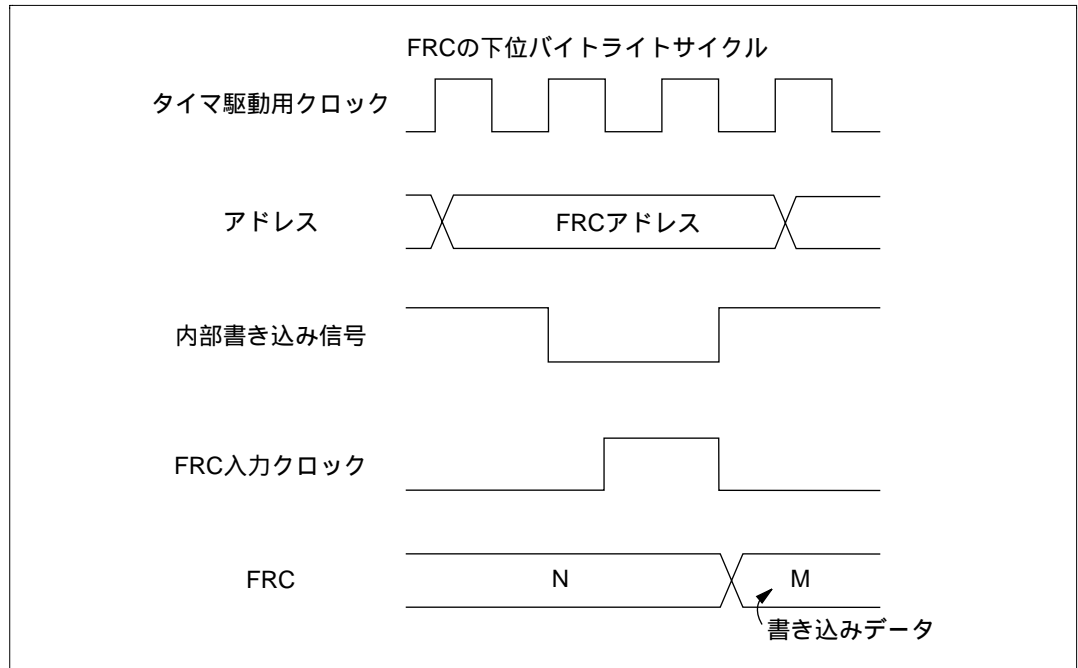 FRCの下位バイトライトサイクル
タイマ駆動用クロック
アドレス
FRCアドレス
内部書き込み信号
FRC入力クロック
FRC
N
M
書き込みデータ